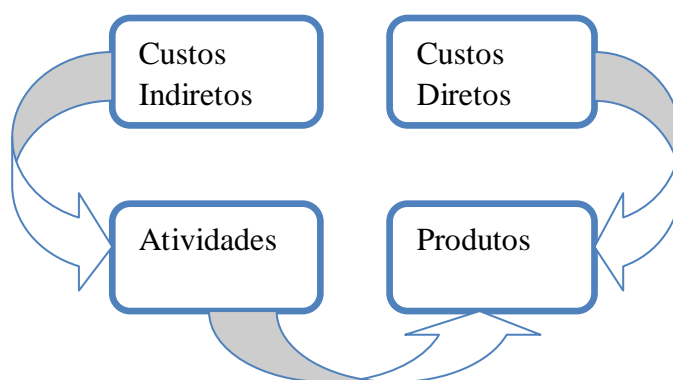 Custos
Indiretos
Custos
Diretos
Atividades
Produtos